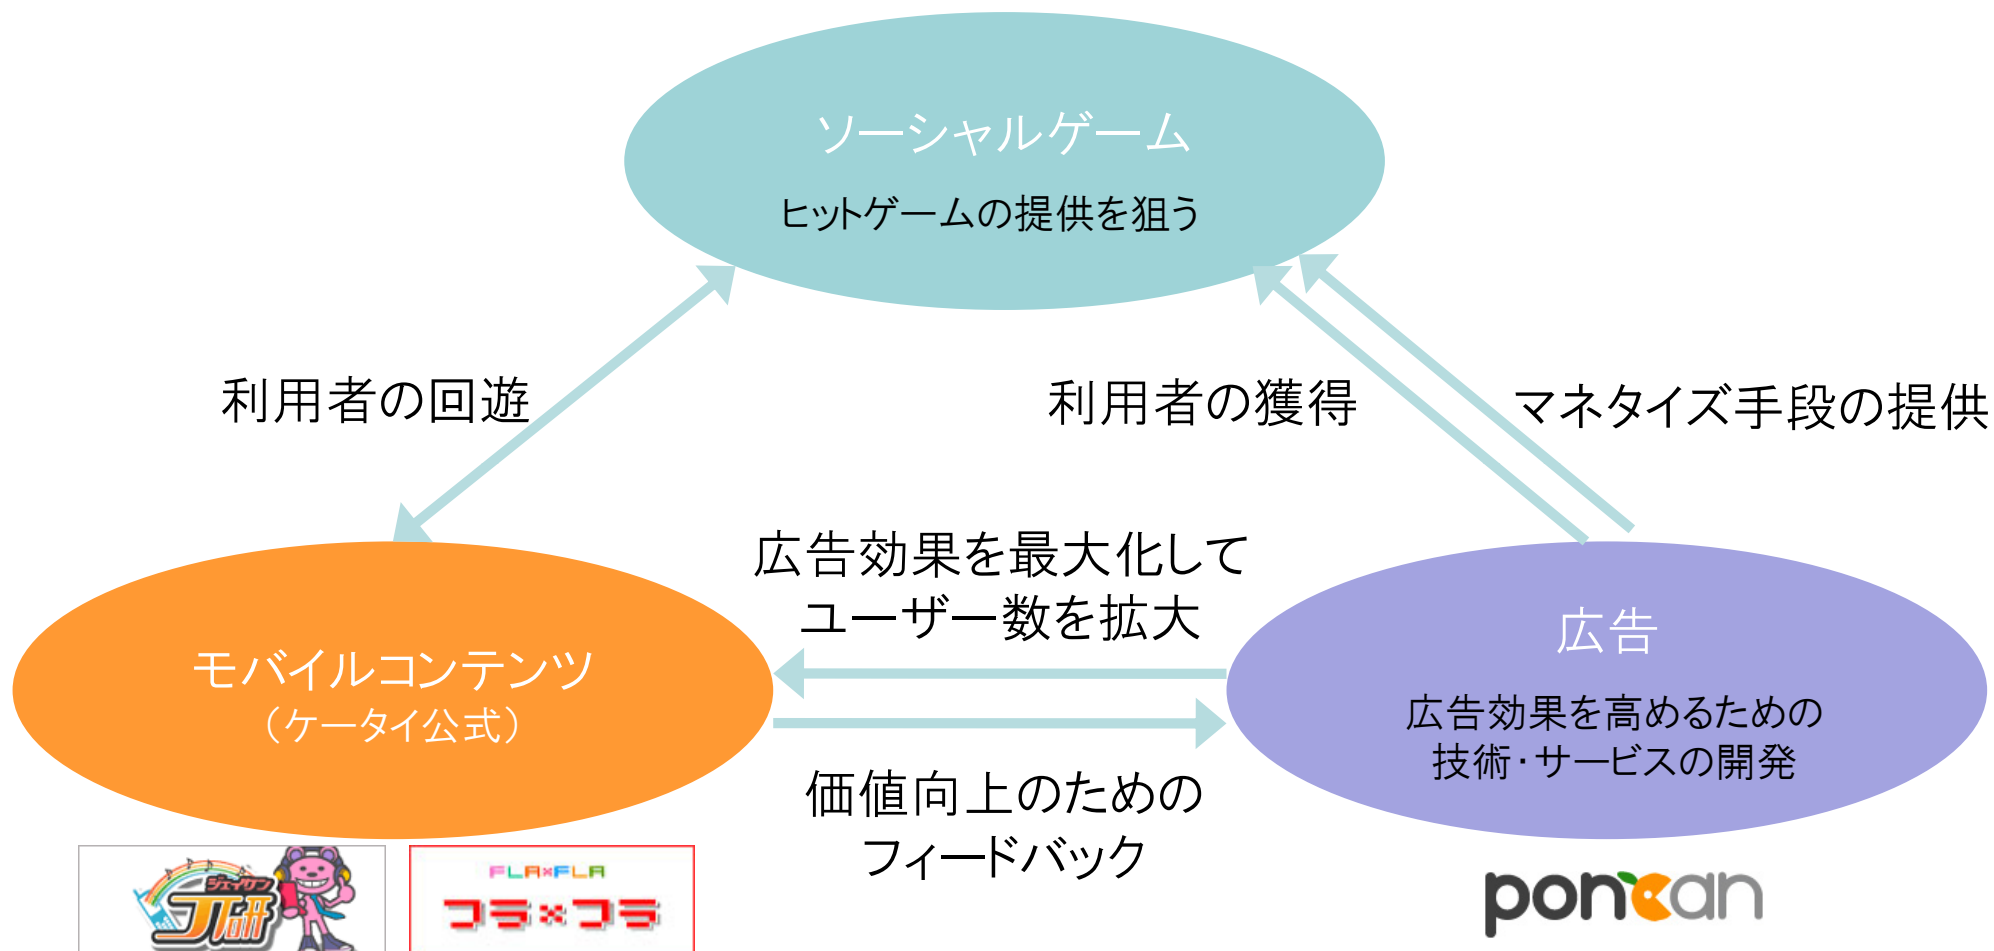 ソーシャルゲーム
ヒットゲームの提供を狙う
利用者の回遊
利用者の獲得
マネタイズ手段の提供
広告効果を最大化して
ユーザー数を拡大
モバイルコンテンツ
（ケータイ公式）
広告
広告効果を高めるための
技術・サービスの開発
価値向上のための
フィードバック
ジェイケン
J研
FLA×FLA
コラ×コラ
poncan